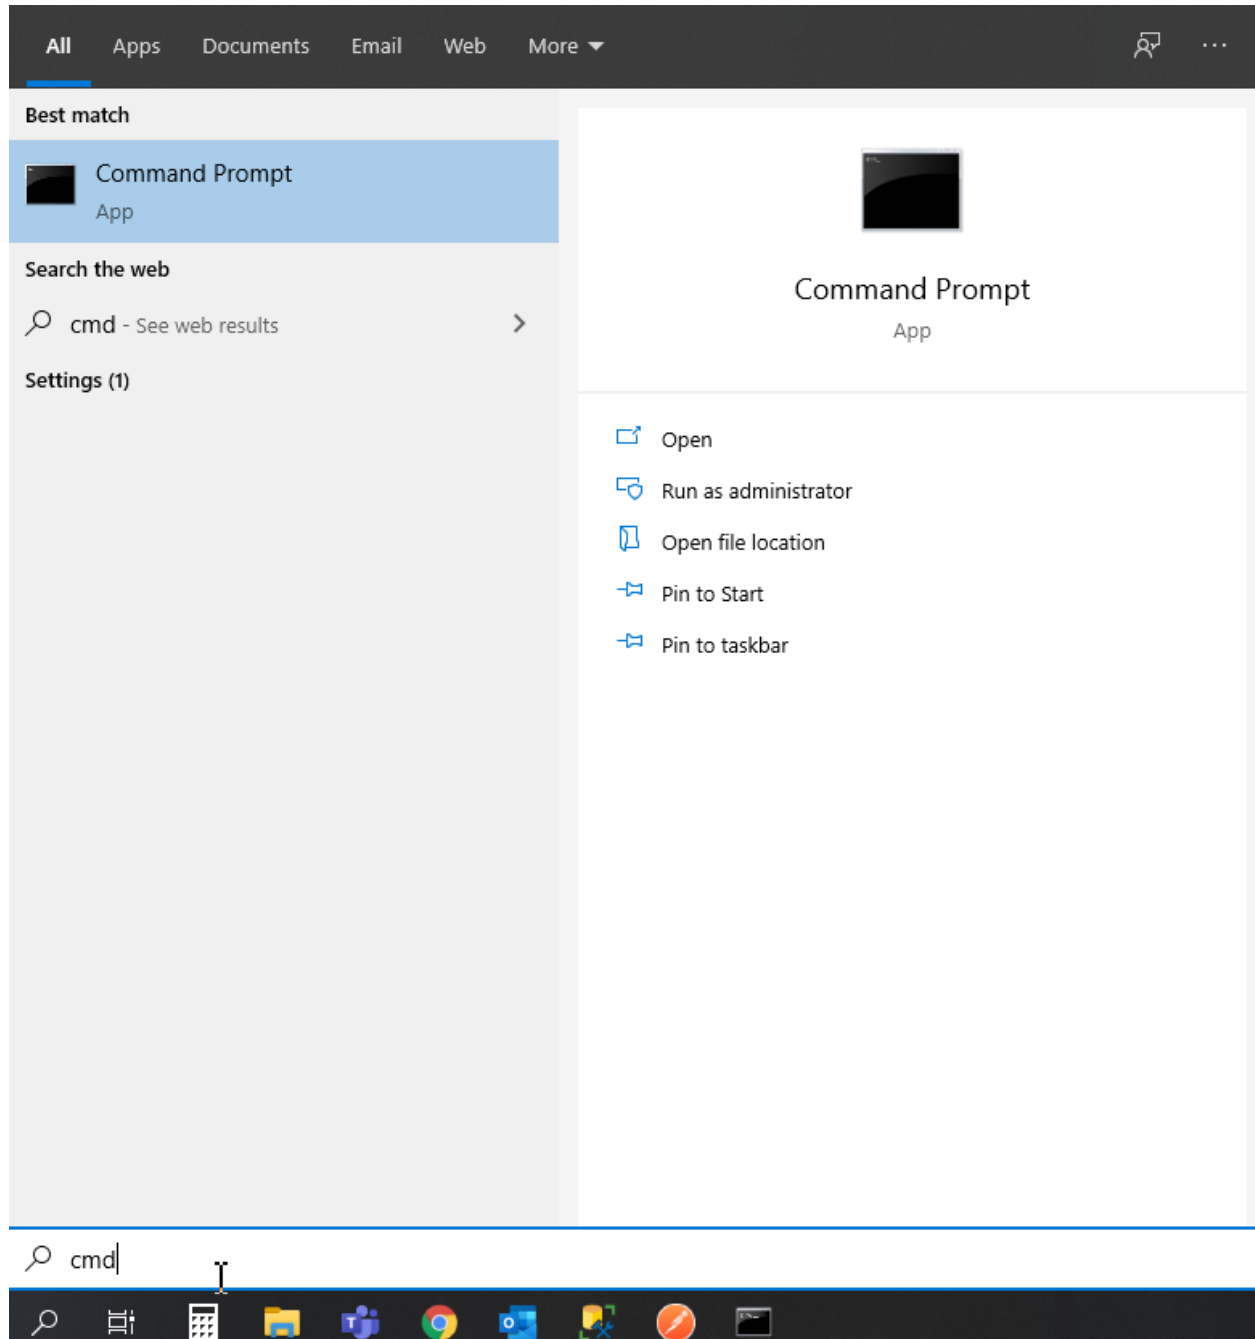 All Apps Documents Email Web More
Best match
Command Prompt
App
Search the web
cmd - See web results
Settings (1)
Command Prompt
App
Open
Run as administrator
Open file location
Pin to Start
Pin to taskbar
cmd